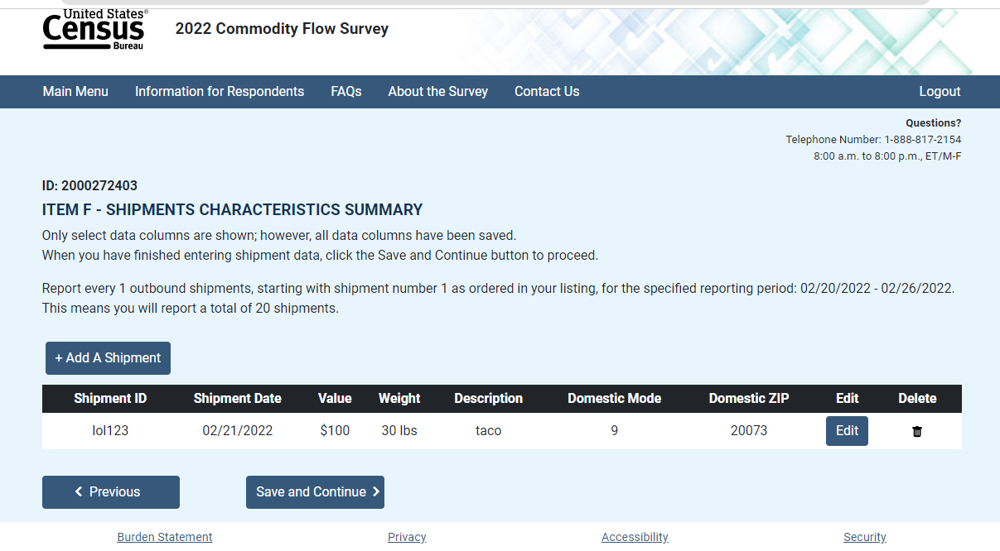 United States®
Census
Bureau
2022 Commodity Flow Survey
Main Menu Information for Respondents FAQs About the Survey Contact Us Logout
Questions?
Telephone Number: 1-888-817-2154
8:00 a.m. to 8:00 p.m., ET/M-F
ID: 2000272403
ITEM F - SHIPMENTS CHARACTERISTICS SUMMARY
Only select data columns are shown; however, all data columns have been saved.
When you have finished entering shipment data, click the Save and Continue button to proceed.
Report every 1 outbound shipments, starting with shipment number 1 as ordered in your listing, for the specified reporting period: 02/20/2022 - 02/26/2022.
This means you will report a total of 20 shipments.
+ Add A Shipment
Shipment ID Shipment Date Value Weight Description Domestic Mode Domestic ZIP Edit Delete
lol123 02/21/2022 $100 30 lbs taco 9 20073 Edit
Previous Save and Continue
Burden Statement Privacy Accessibility Security